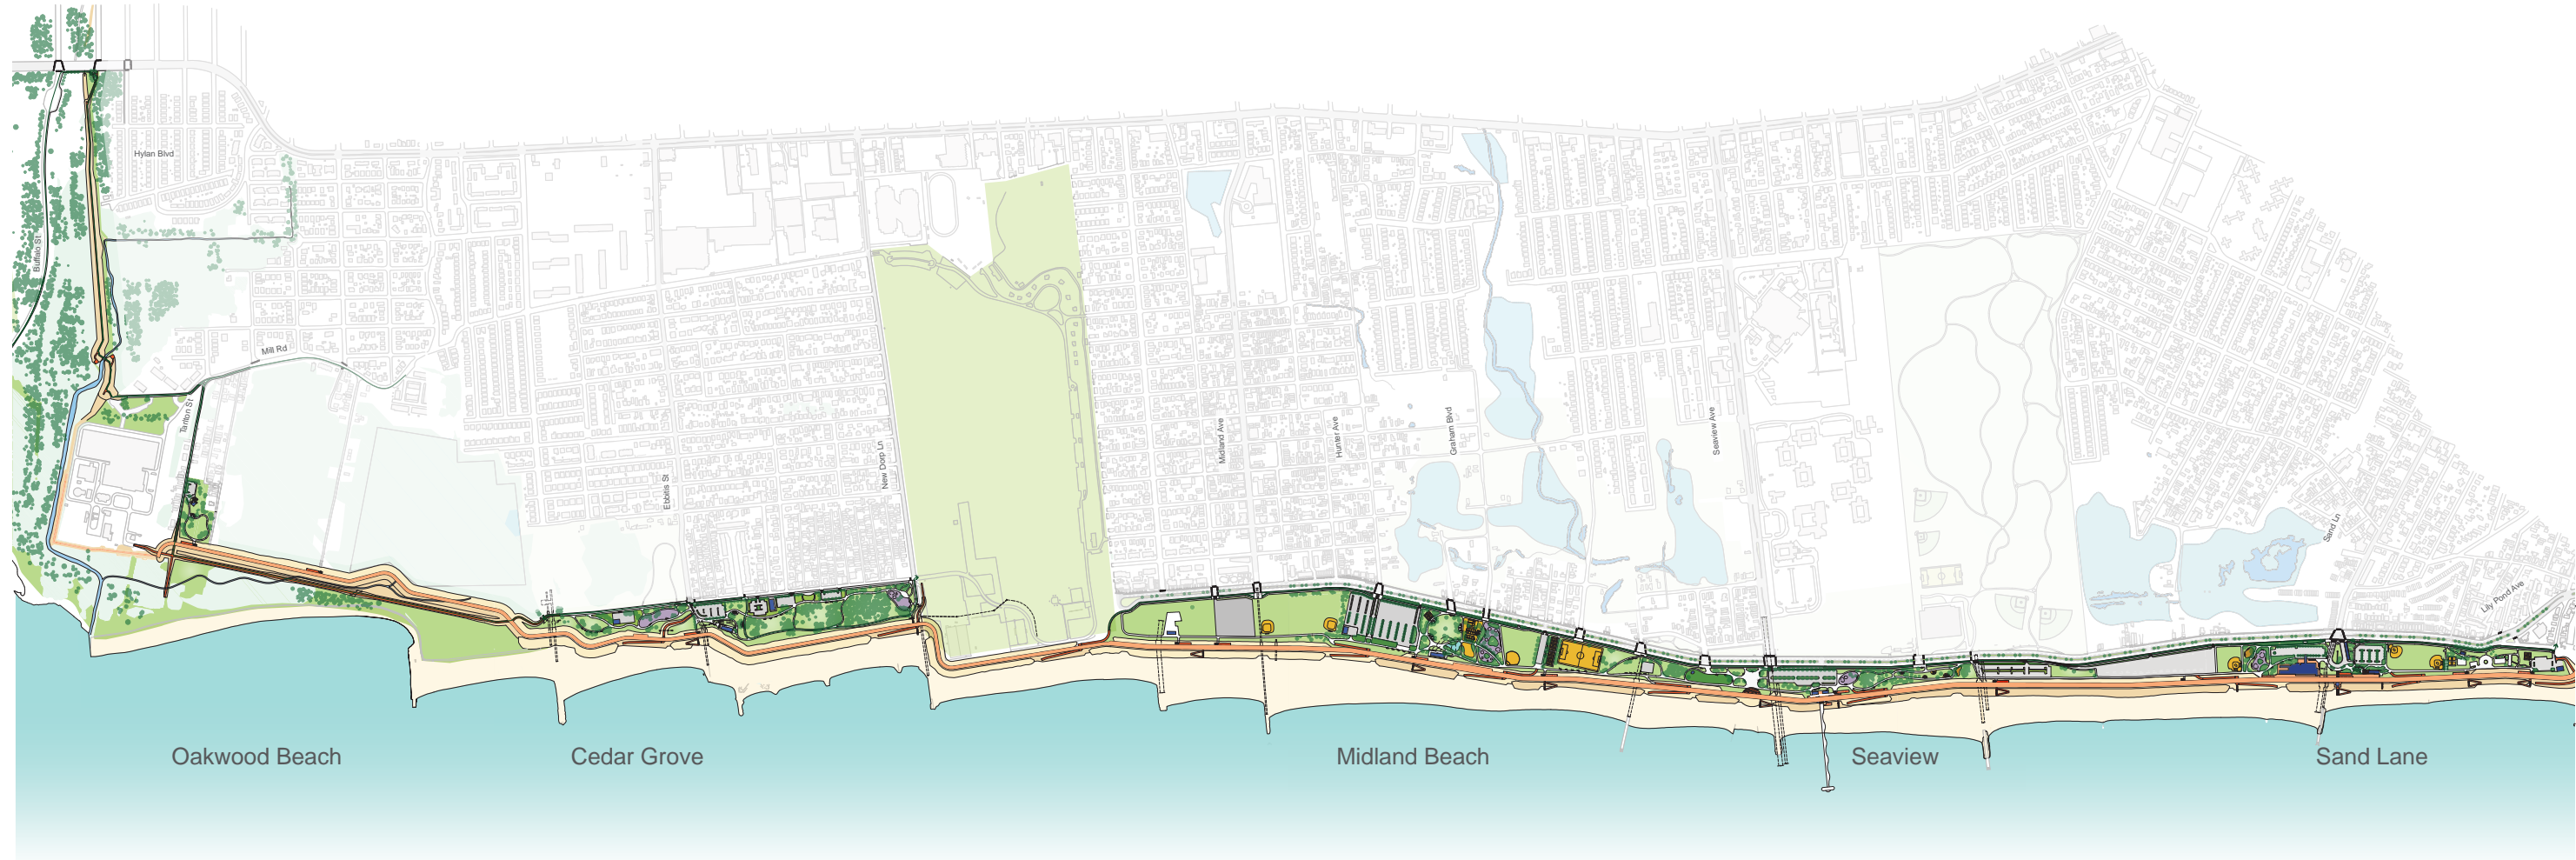 Hylan Blvd
Buffalo St
Mill Rd
Tarlton St
Ebbitts St
New Dorp Ln
Midland Ave
Hunter Ave
Graham Blvd
Seaview Ave
Sand Ln
Lily Pond Ave
Oakwood Beach
Cedar Grove
Midland Beach
Seaview
Sand Lane